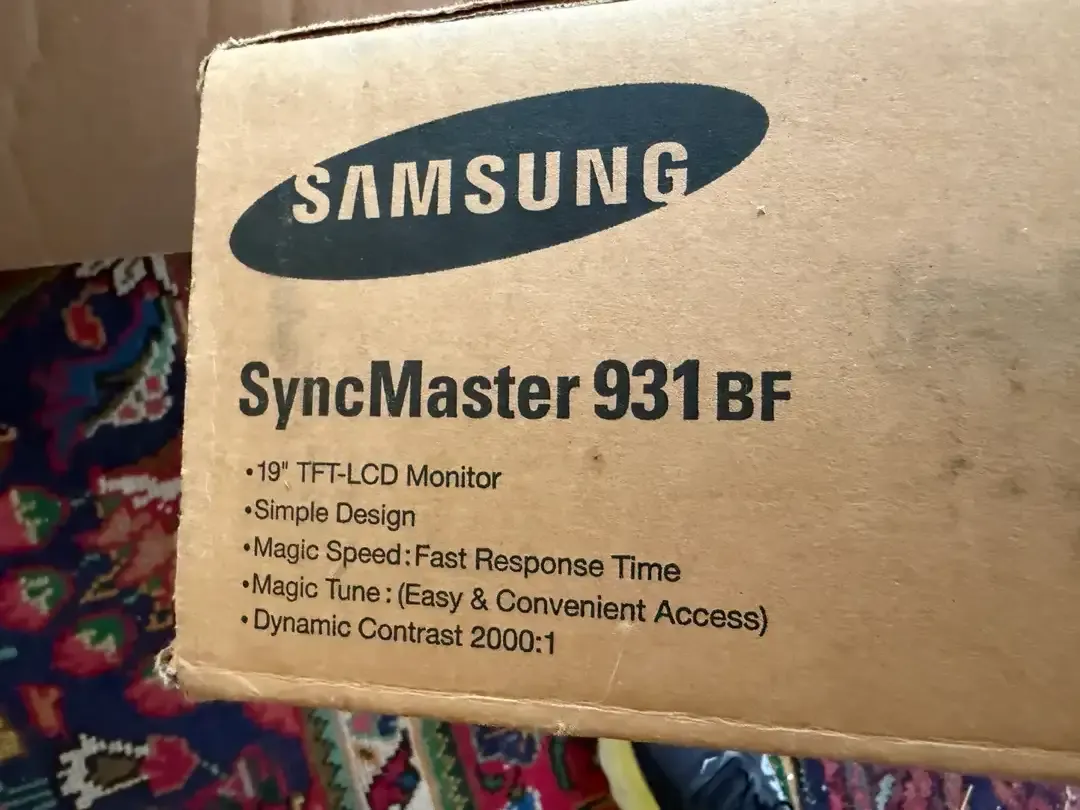 SAMSUNG
SyncMaster 931BF
•19" TFT-LCD Monitor
•Simple Design
•Magic Speed:Fast Response Time
•Magic Tune : (Easy & Convenient Access)
•Dynamic Contrast 2000:1